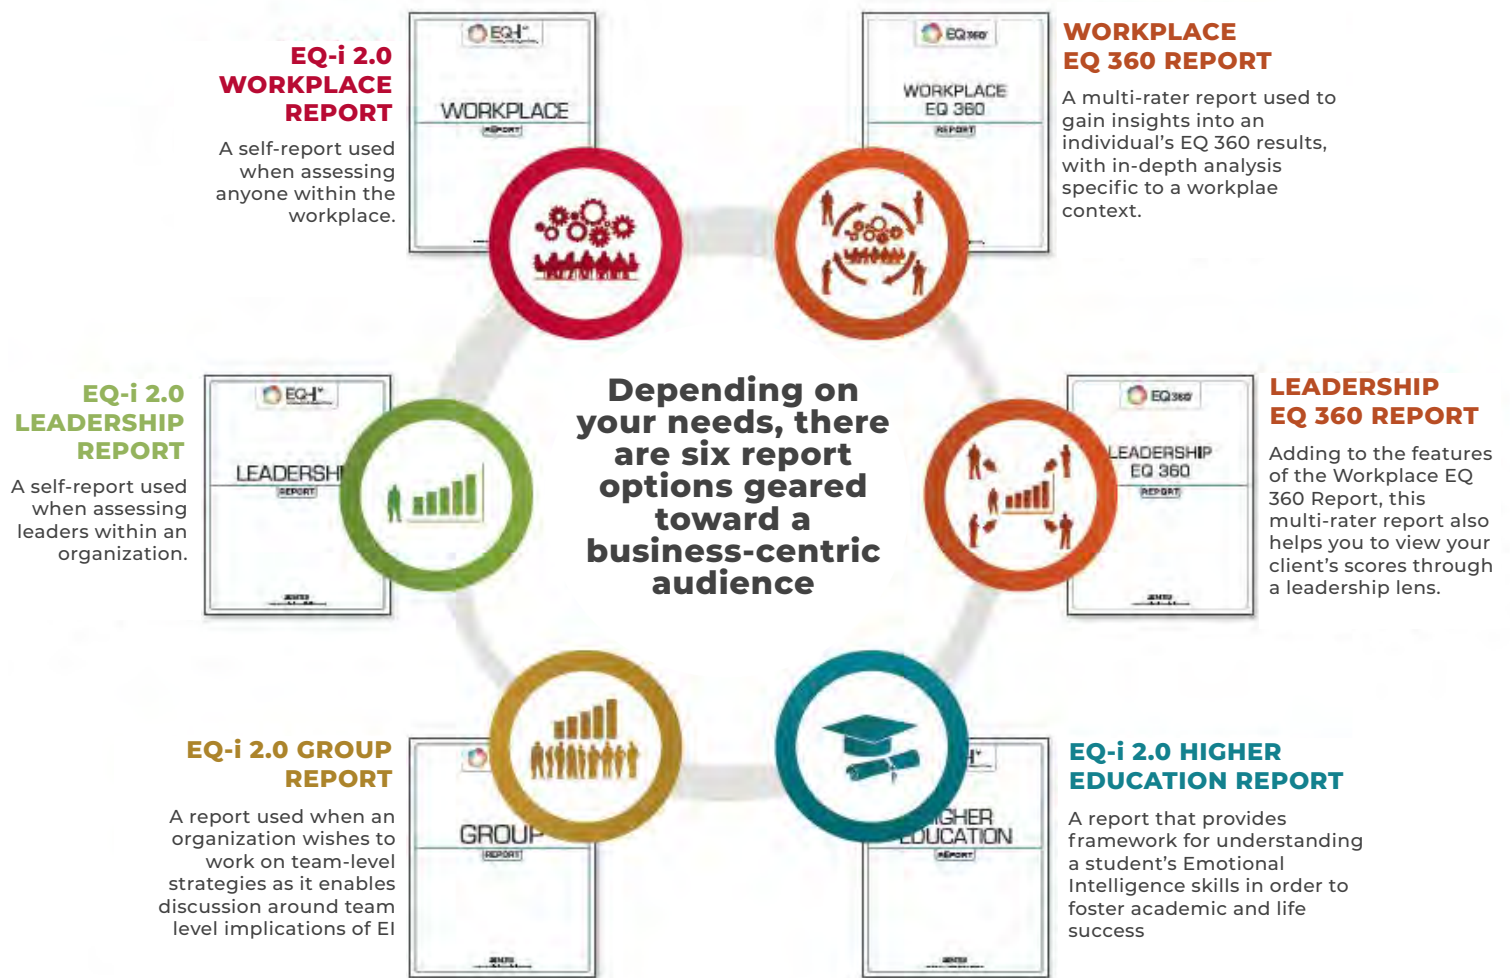 EQ-i 2.0
WORKPLACE
REPORT
A self-report used
when assessing
anyone within the
workplace.
WORKPLACE
REPORT
EQ360
WORKPLACE
EQ 360
REPORT
WORKPLACE
EQ 360 REPORT
A multi-rater report used to
gain insights into an
individual’s EQ 360 results,
with in-depth analysis
specific to a workplae
context.
EQ-i 2.0
LEADERSHIP
REPORT
A self-report used
when assessing
leaders within an
organization.
LEADERSHI
REPORT
Depending on
your needs, there
are six report
options geared
toward a
business-centric
audience
EQ360
LEADERSHIP
EQ 360
REPORT
LEADERSHIP
EQ 360 REPORT
Adding to the features
of the Workplace EQ
360 Report, this
multi-rater report also
helps you to view your
client’s scores through
a leadership lens.
EQ-i 2.0 GROUP
REPORT
A report used when an
organization wishes to
work on team-level
strategies as it enables
discussion around team
level implications of EI
GROUP
REPORT
IGHER
EDUCATION
REPORT
EQ-i 2.0 HIGHER
EDUCATION REPORT
A report that provides
framework for understanding
a student’s Emotional
Intelligence skills in order to
foster academic and life
success